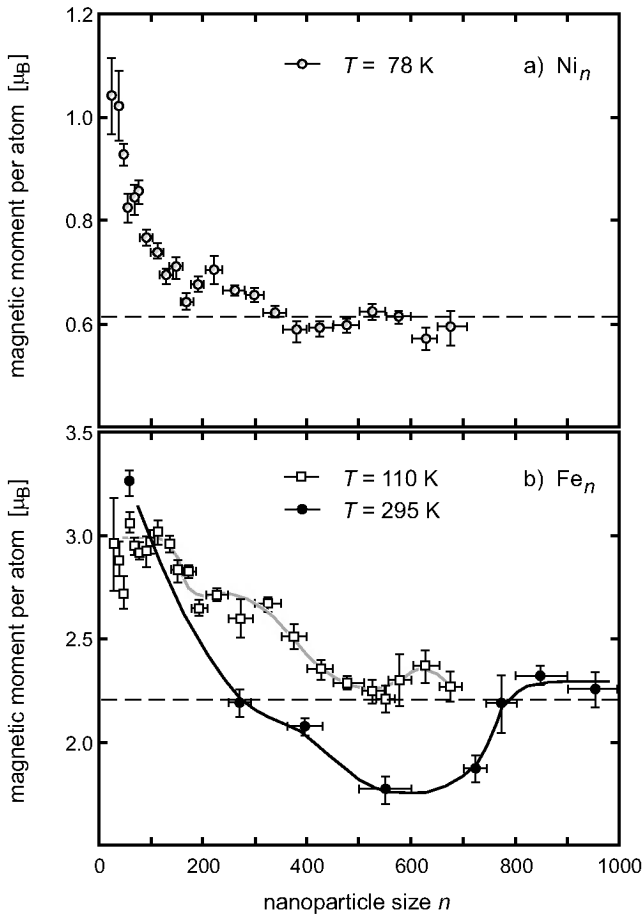 magnetic moment per atom [μB]
1.2
1.0
0.8
0.6
T = 78 K
a) Nin
magnetic moment per atom [μB]
3.5
3.0
2.5
2.0
T = 110 K
T = 295 K
b) Fen
0 200 400 600 800 1000
nanoparticle size n